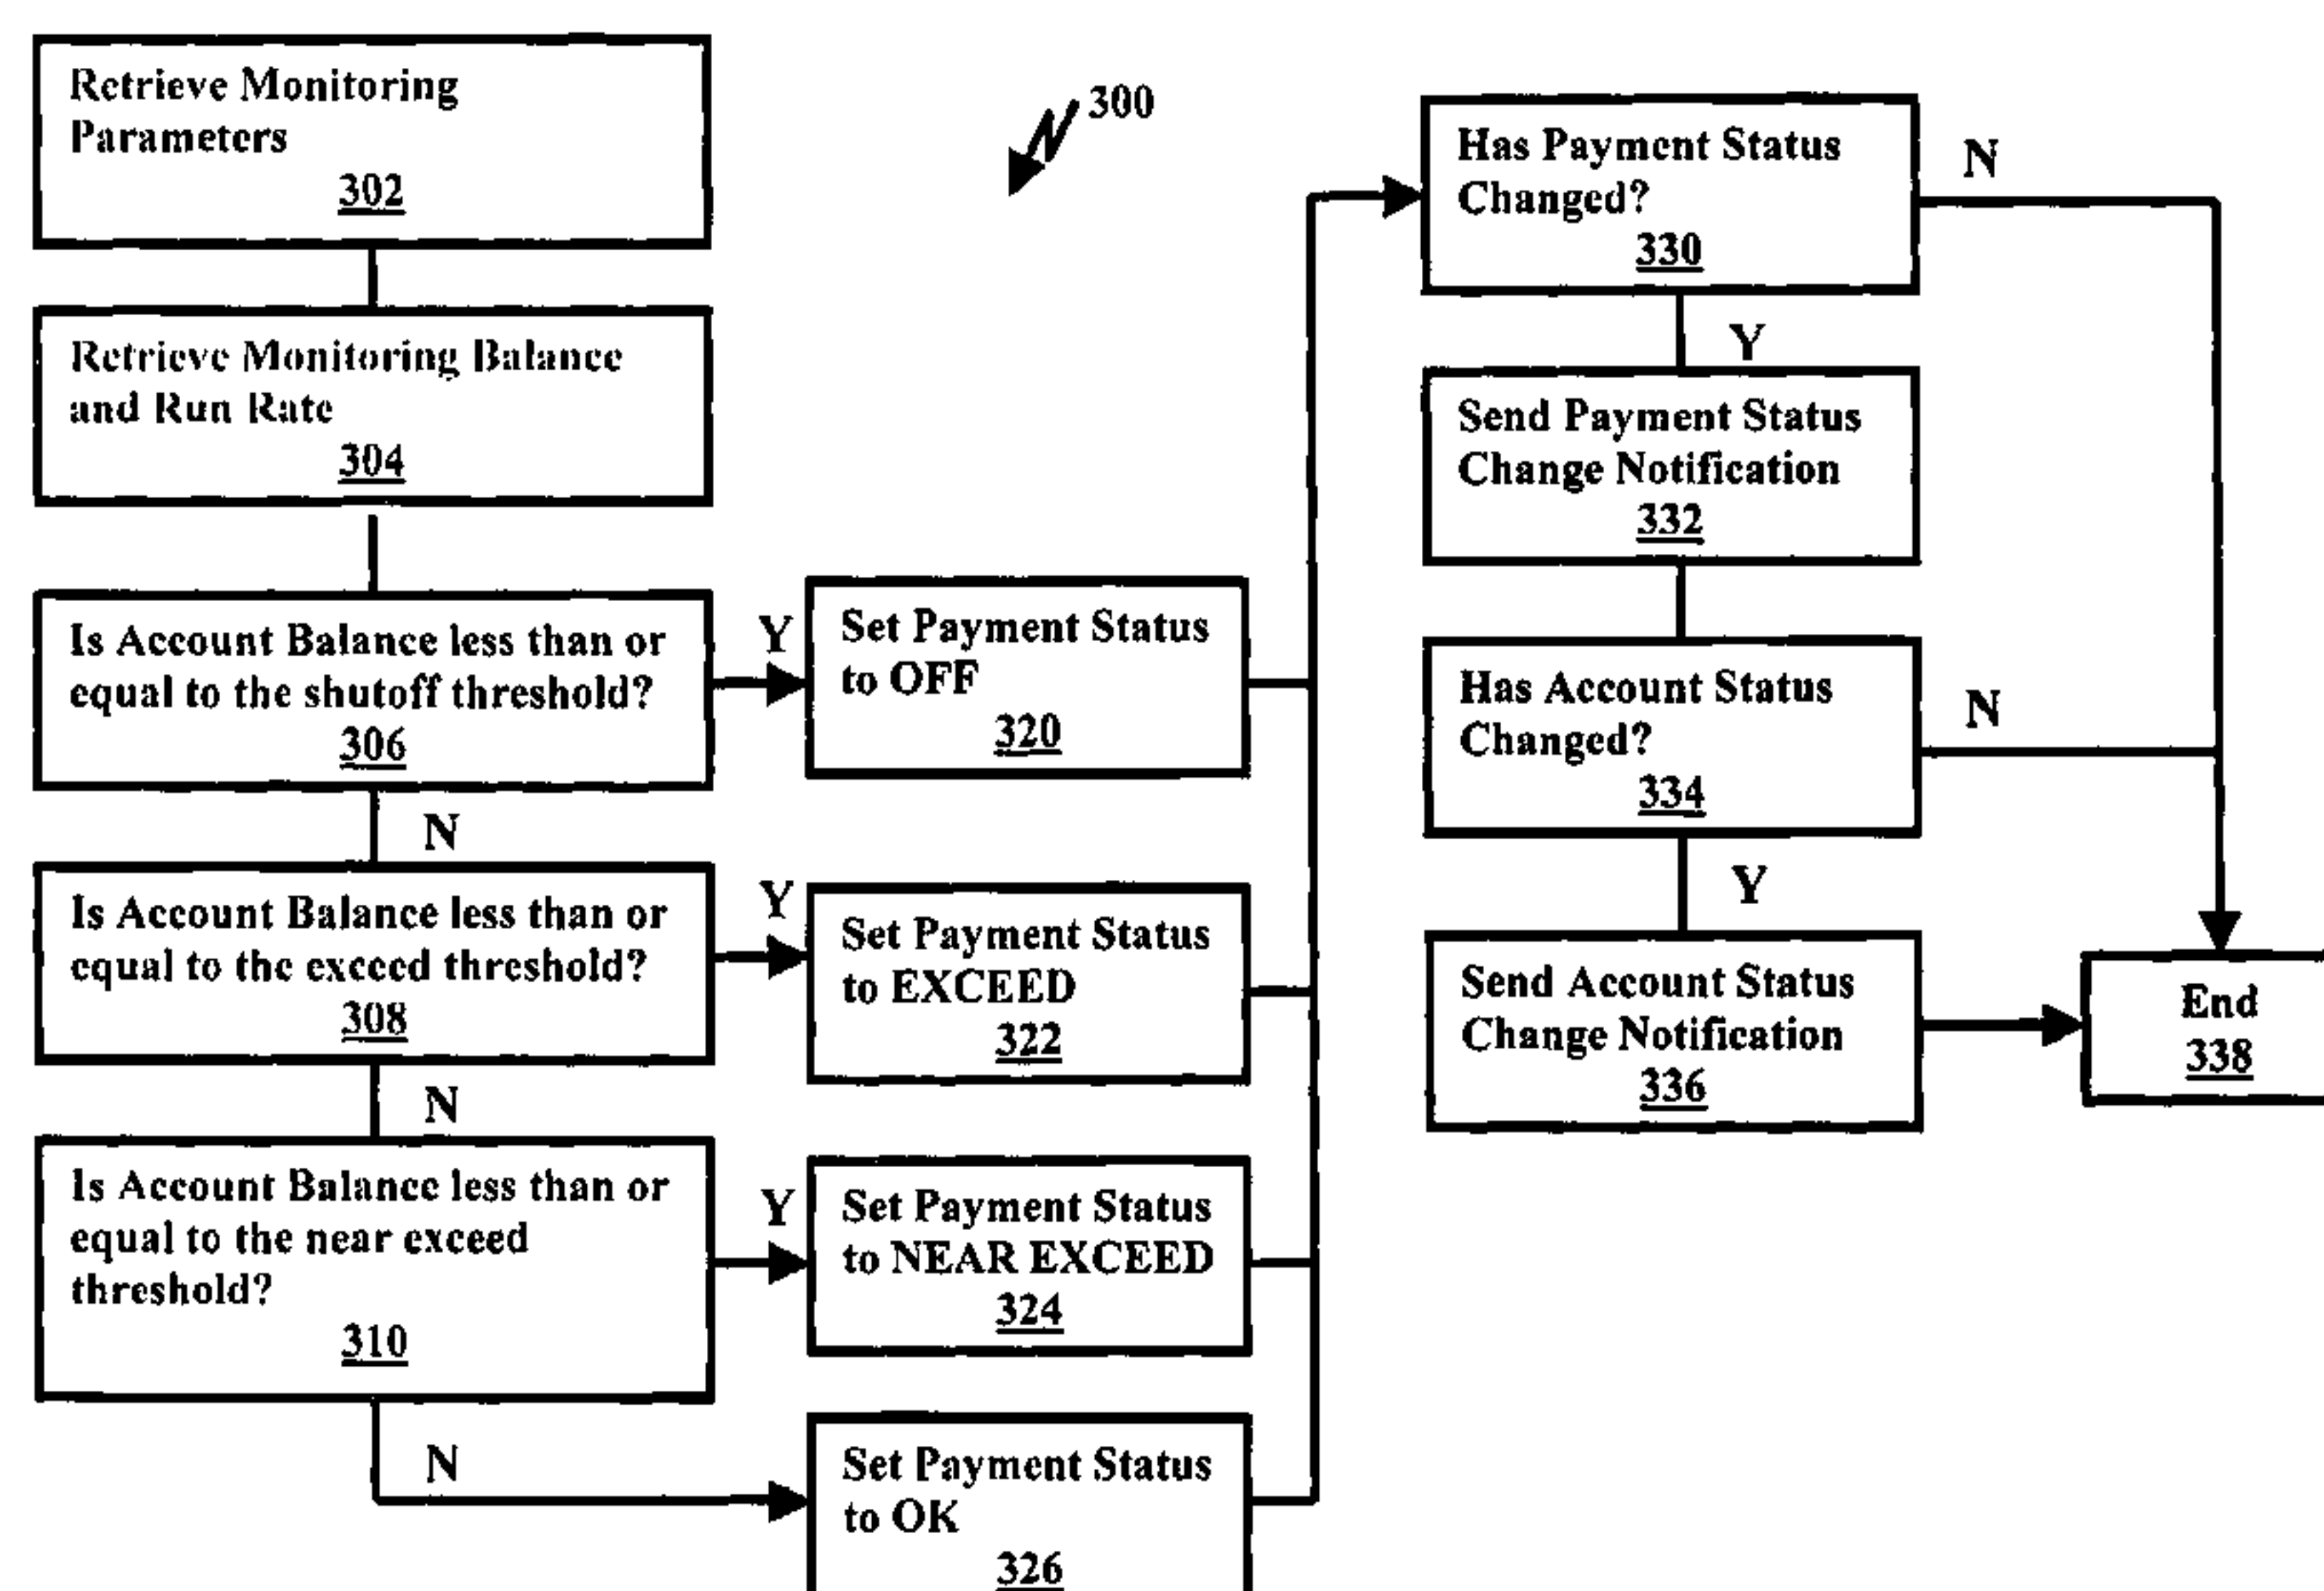 Retrieve Monitoring
Parameters
302
Retrieve Monitoring Balance
and Run Rate
304
Is Account Balance less than or
equal to the shutoff threshold?
306
Y
N
Is Account Balance less than or
equal to the exceed threshold?
308
Y
N
Is Account Balance less than or
equal to the near exceed
threshold?
310
Y
N
Set Payment Status
to OFF
320
Set Payment Status
to EXCEED
322
Set Payment Status
to NEAR EXCEED
324
Set Payment Status
to OK
326
300
Has Payment Status
Changed?
330
N
Y
Send Payment Status
Change Notification
332
Has Account Status
Changed?
334
N
Y
Send Account Status
Change Notification
336
End
338